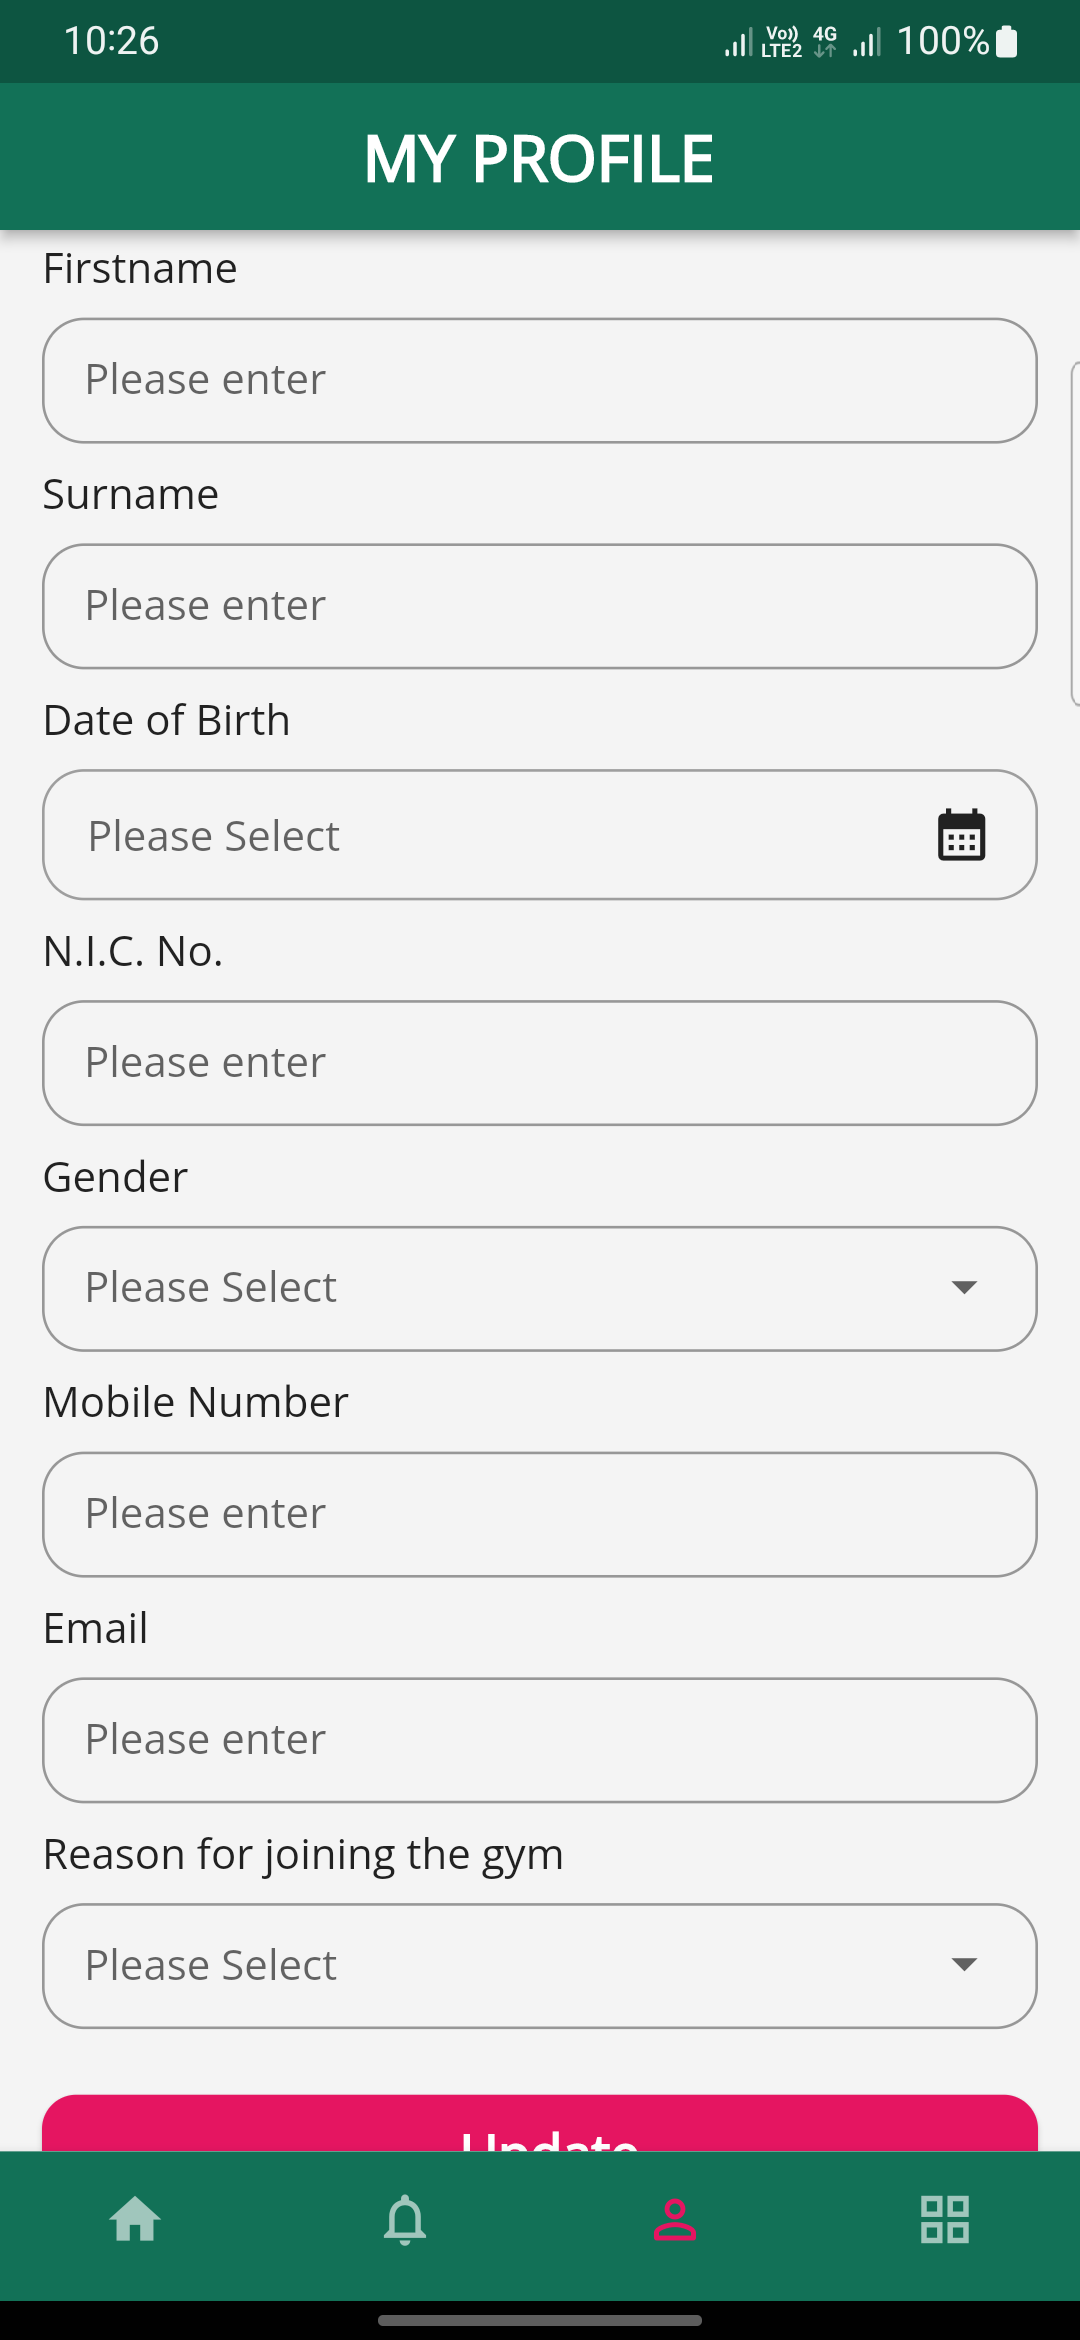 10:26
Vo)) LTE2 4G 100%
MY PROFILE
Firstname
Please enter
Surname
Please enter
Date of Birth
Please Select
N.I.C. No.
Please enter
Gender
Please Select
Mobile Number
Please enter
Email
Please enter
Reason for joining the gym
Please Select
Update